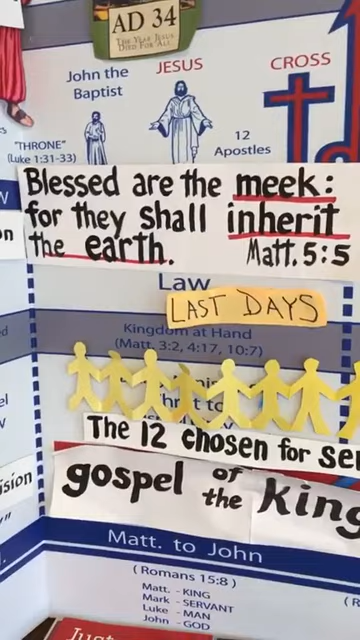 AD 34
THE YEAR JESUS
DIED FOR ALL
John the
Baptist
JESUS
CROSS
12
Apostles
"THRONE"
(Luke 1:31-33)
Blessed are the meek:
for they shall inherit
the earth. Matt. 5:5
Law
LAST DAYS
Kingdom at Hand
(Matt. 3:2, 4:17, 10:7)
The 12 chosen for ser
gospel of the King
Matt. to John
(Romans 15:8)
Matt. - KING
Mark - SERVANT
Luke - MAN
John - GOD
Just